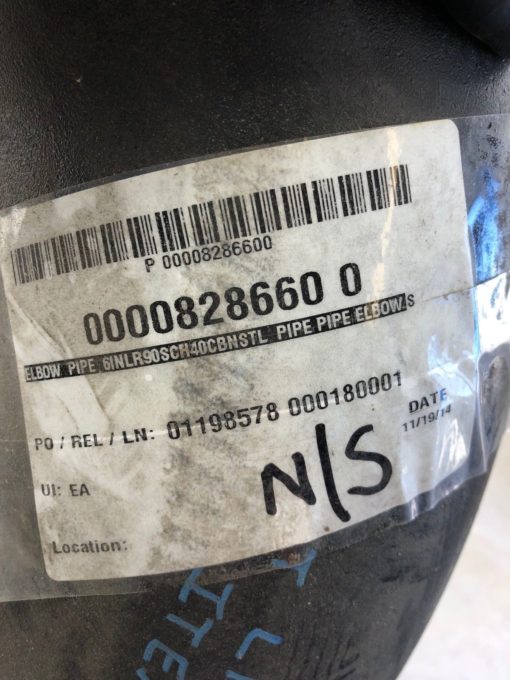 P 00008286600
0000828660 0
ELBOW PIPE 6INLR90SCH40CBNSTL PIPE PIPE ELBOW S
PO / REL / LN: 01198578 000180001
DATE
11/19/14
UI: EA
N/S
Location: